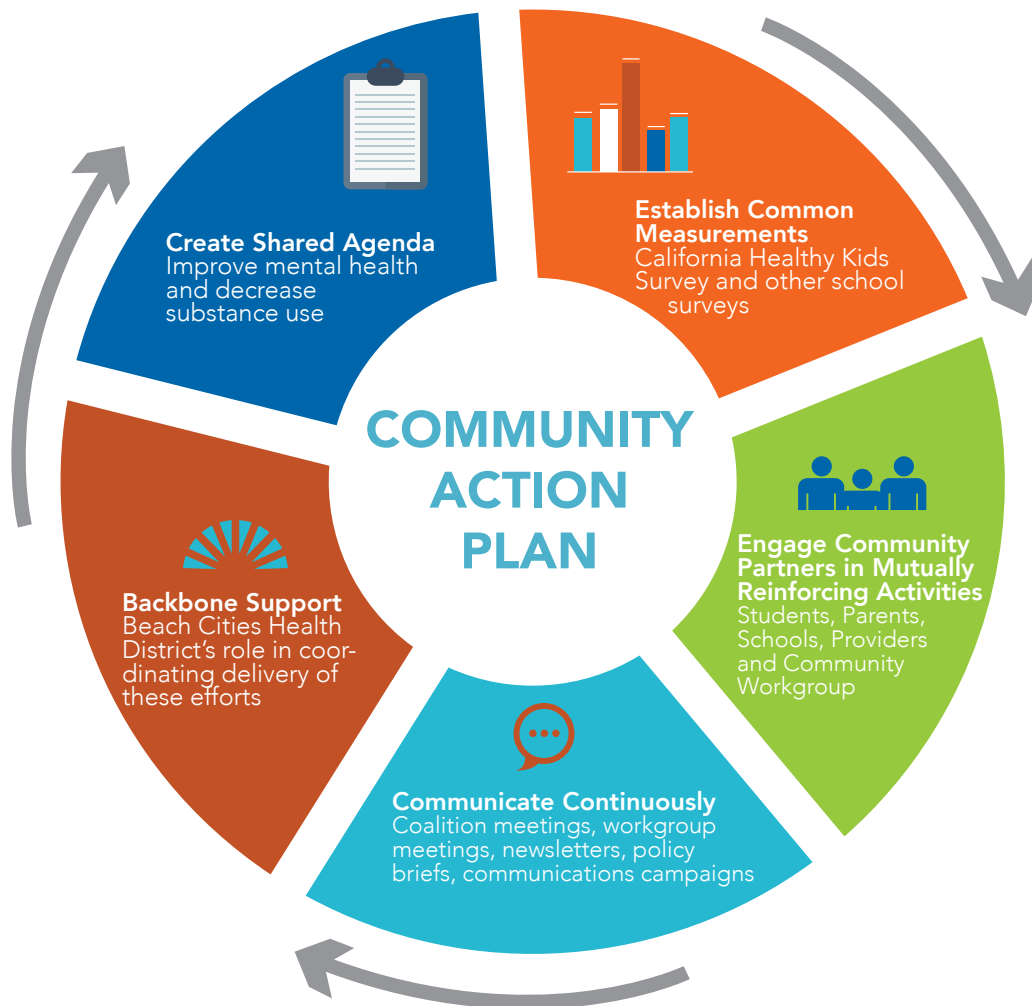 Create Shared Agenda
Improve mental health
and decrease
substance use
Establish Common
Measurements
California Healthy Kids
Survey and other school
surveys
COMMUNITY
ACTION
PLAN
Engage Community
Partners in Mutually
Reinforcing Activities
Students, Parents,
Schools, Providers
and Community
Workgroup
Communicate Continuously
Coalition meetings, workgroup
meetings, newsletters, policy
briefs, communications campaigns
Backbone Support
Beach Cities Health
District’s role in coor-
dinating delivery of
these efforts